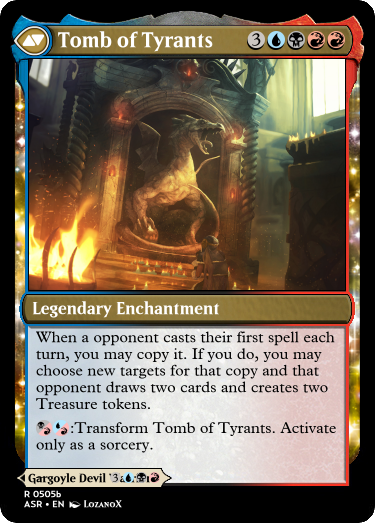 Tomb of Tyrants 3
Legendary Enchantment
When a opponent casts their first spell each
turn, you may copy it. If you do, you may
choose new targets for that copy and that
opponent draws two cards and creates two
Treasure tokens.
:Transform Tomb of Tyrants. Activate
only as a sorcery.
Gargoyle Devil 3
R 0505b
ASR • EN LozanoX